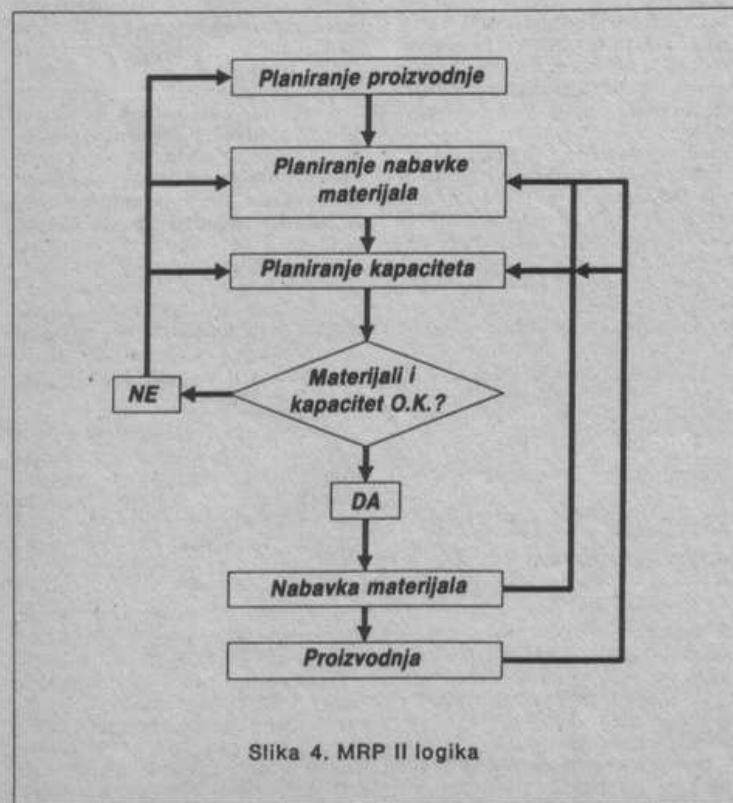 Planiranje proizvodnje
Planiranje nabavke
materijala
Planiranje kapaciteta
Materijali i
kapacitet O.K.?
NE
DA
Nabavka materijala
Proizvodnja
Slika 4. MRP II logika